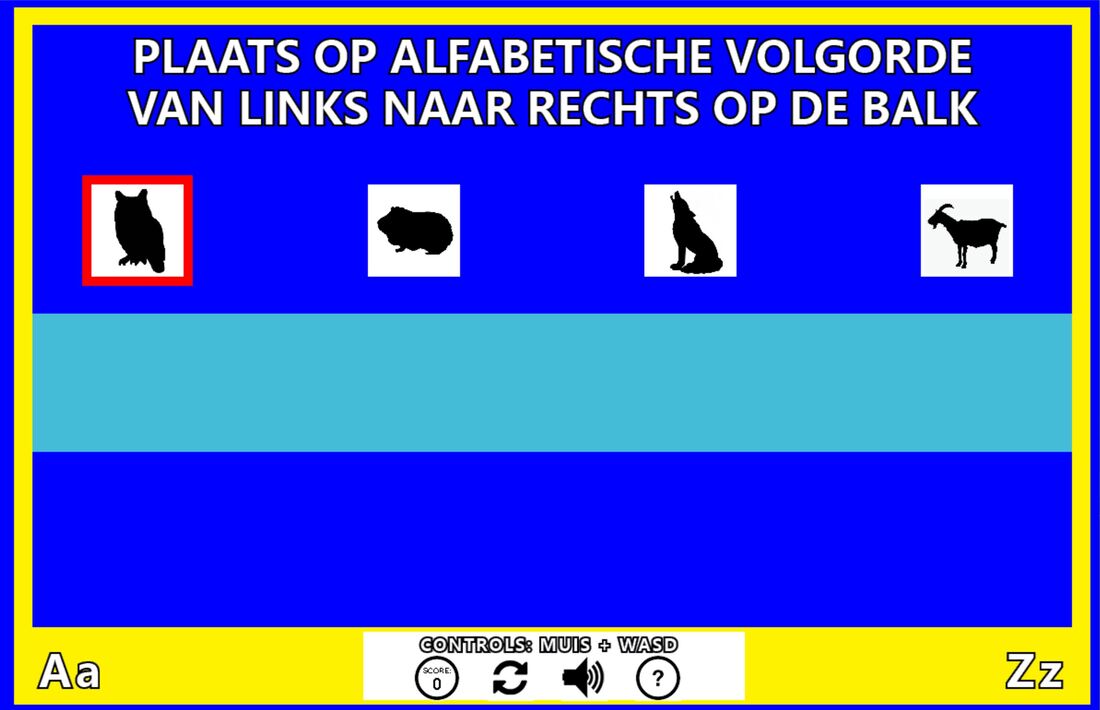 PLAATS OP ALFABETISCHE VOLGORDE
VAN LINKS NAAR RECHTS OP DE BALK
CONTROLS: MUIS + WASD
SCORE:
0
?
Aa
Zz